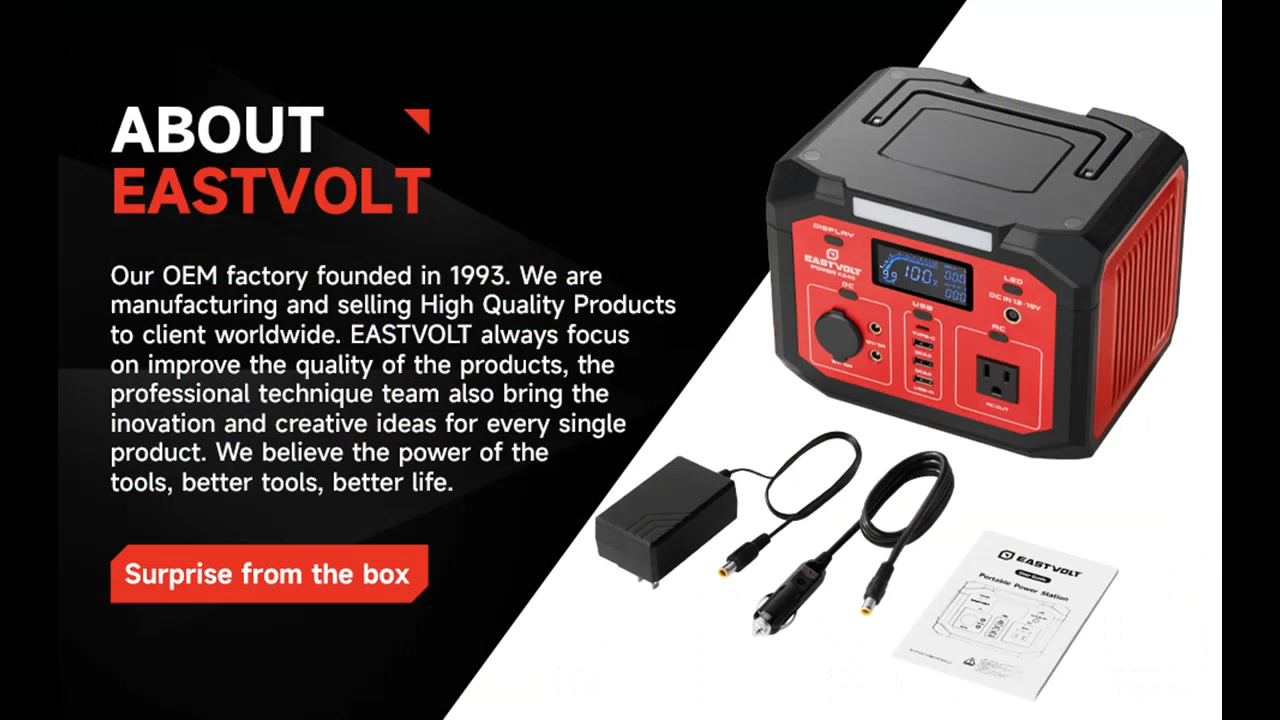 ABOUT
EASTVOLT
Our OEM factory founded in 1993. We are
manufacturing and selling High Quality Products
to client worldwide. EASTVOLT always focus
on improve the quality of the products, the
professional technique team also bring the
inovation and creative ideas for every single
product. We believe the power of the
tools, better tools, better life.
Surprise from the box
DISPLAY
EASTVOLT
DC
100%
USB
LED
DC IN 12-19V
AC
TYPE-C
AC OUT
EASTVOLT
User Guide
Portable Power Station